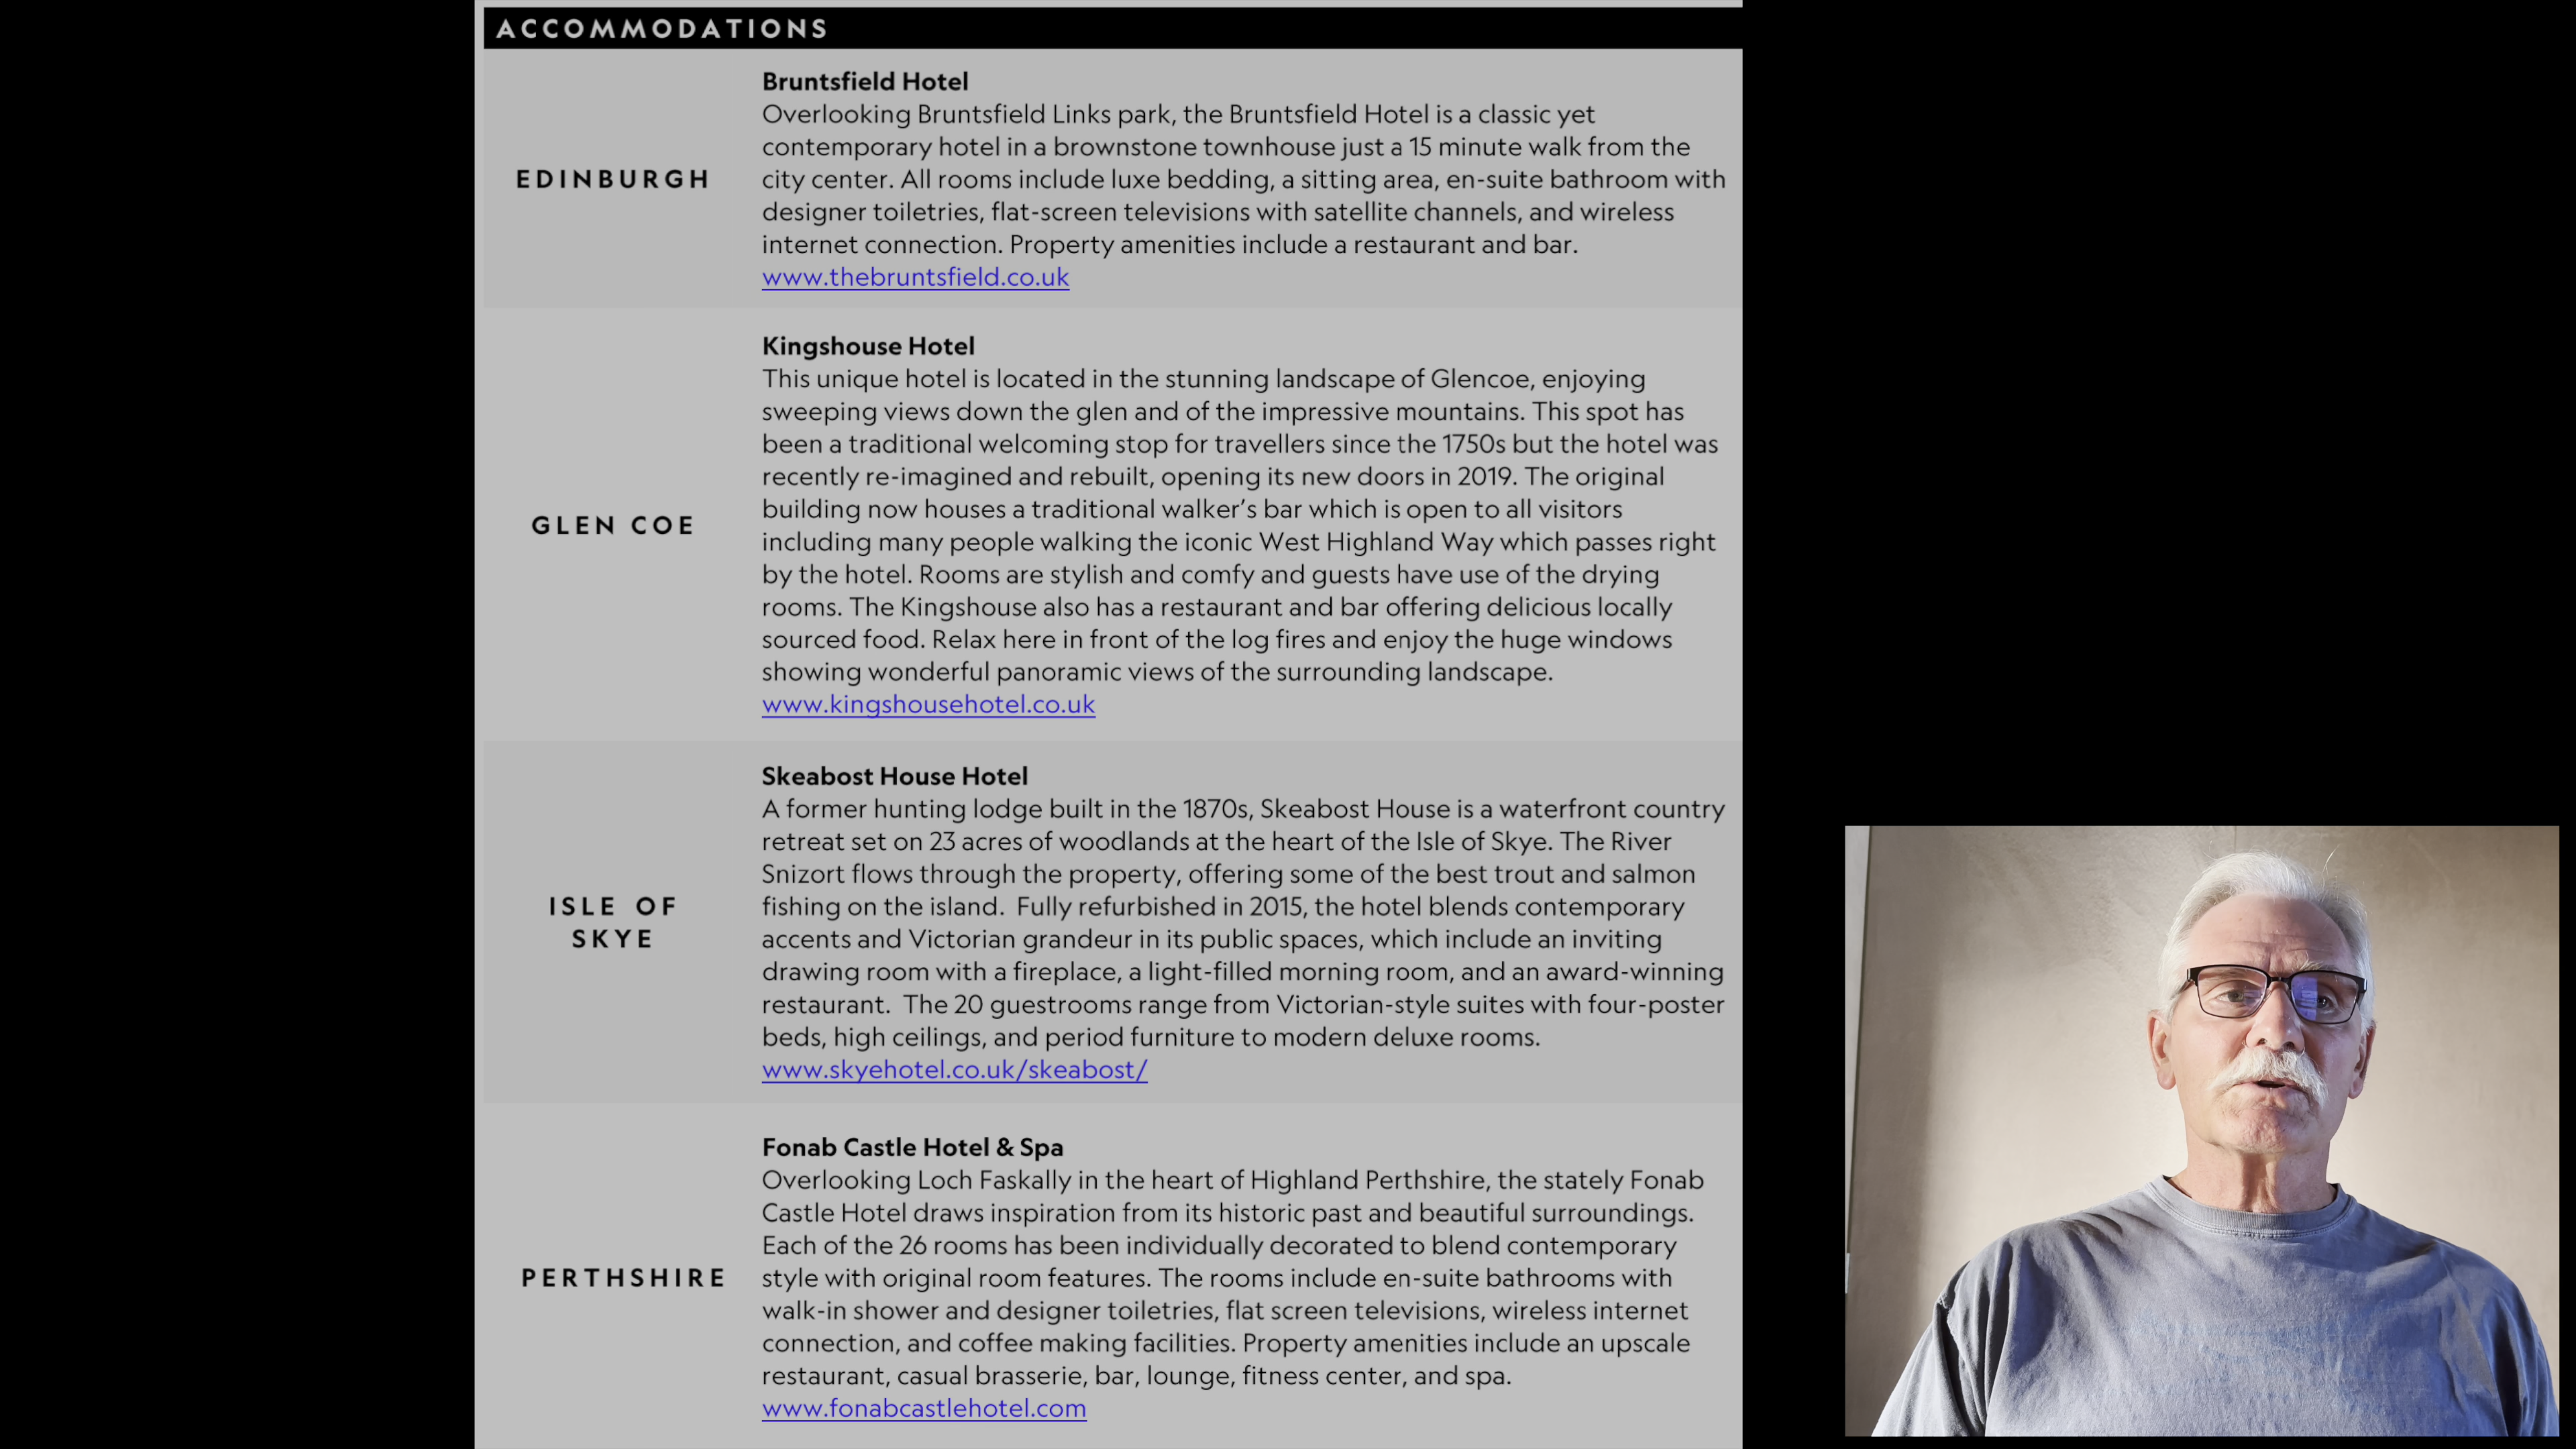 ACCOMMODATIONS
EDINBURGH
Bruntsfield Hotel
Overlooking Bruntsfield Links park, the Bruntsfield Hotel is a classic yet
contemporary hotel in a brownstone townhouse just a 15 minute walk from the
city center. All rooms include luxe bedding, a sitting area, en-suite bathroom with
designer toiletries, flat-screen televisions with satellite channels, and wireless
internet connection. Property amenities include a restaurant and bar.
www.thebruntsfield.co.uk
GLEN COE
Kingshouse Hotel
This unique hotel is located in the stunning landscape of Glencoe, enjoying
sweeping views down the glen and of the impressive mountains. This spot has
been a traditional welcoming stop for travellers since the 1750s but the hotel was
recently re-imagined and rebuilt, opening its new doors in 2019. The original
building now houses a traditional walker's bar which is open to all visitors
including many people walking the iconic West Highland Way which passes right
by the hotel. Rooms are stylish and comfy and guests have use of the drying
rooms. The Kingshouse also has a restaurant and bar offering delicious locally
sourced food. Relax here in front of the log fires and enjoy the huge windows
showing wonderful panoramic views of the surrounding landscape.
www.kingshousehotel.co.uk
ISLE OF
SKYE
Skeabost House Hotel
A former hunting lodge built in the 1870s, Skeabost House is a waterfront country
retreat set on 23 acres of woodlands at the heart of the Isle of Skye. The River
Snizort flows through the property, offering some of the best trout and salmon
fishing on the island. Fully refurbished in 2015, the hotel blends contemporary
accents and Victorian grandeur in its public spaces, which include an inviting
drawing room with a fireplace, a light-filled morning room, and an award-winning
restaurant. The 20 guestrooms range from Victorian-style suites with four-poster
beds, high ceilings, and period furniture to modern deluxe rooms.
www.skyehotel.co.uk/skeabost/
PERTHSHIRE
Fonab Castle Hotel & Spa
Overlooking Loch Faskally in the heart of Highland Perthshire, the stately Fonab
Castle Hotel draws inspiration from its historic past and beautiful surroundings.
Each of the 26 rooms has been individually decorated to blend contemporary
style with original room features. The rooms include en-suite bathrooms with
walk-in shower and designer toiletries, flat screen televisions, wireless internet
connection, and coffee making facilities. Property amenities include an upscale
restaurant, casual brasserie, bar, lounge, fitness center, and spa.
www.fonabcastlehotel.com